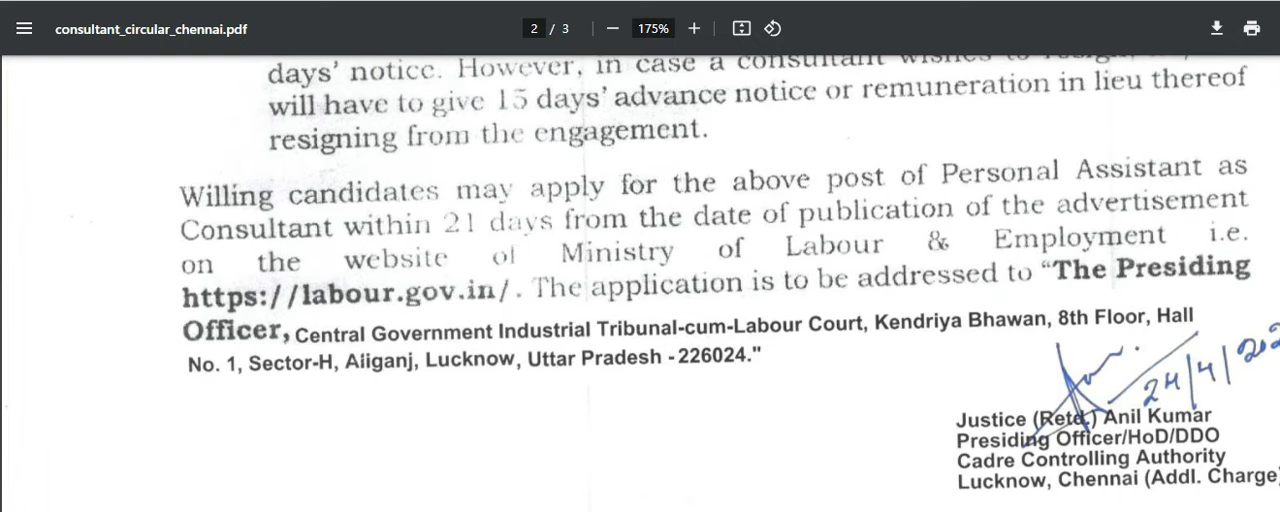 consultant_circular_chennai.pdf
2 / 3
175%
days' notice. However, in case a consultant wishes to
will have to give 15 days' advance notice or remuneration in lieu thereof
resigning from the engagement.
Willing candidates may apply for the above post of Personal Assistant as
Consultant within 21 days from the date of publication of the advertisement
on the website of Ministry of Labour & Employment i.e.
https://labour.gov.in/. The application is to be addressed to “The Presiding
Officer, Central Government Industrial Tribunal-cum-Labour Court, Kendriya Bhawan, 8th Floor, Hall
No. 1, Sector-H, Aliganj, Lucknow, Uttar Pradesh - 226024."
24/4/202
Justice (Retd.) Anil Kumar
Presiding Officer/HoD/DDO
Cadre Controlling Authority
Lucknow, Chennai (Addl. Charge)